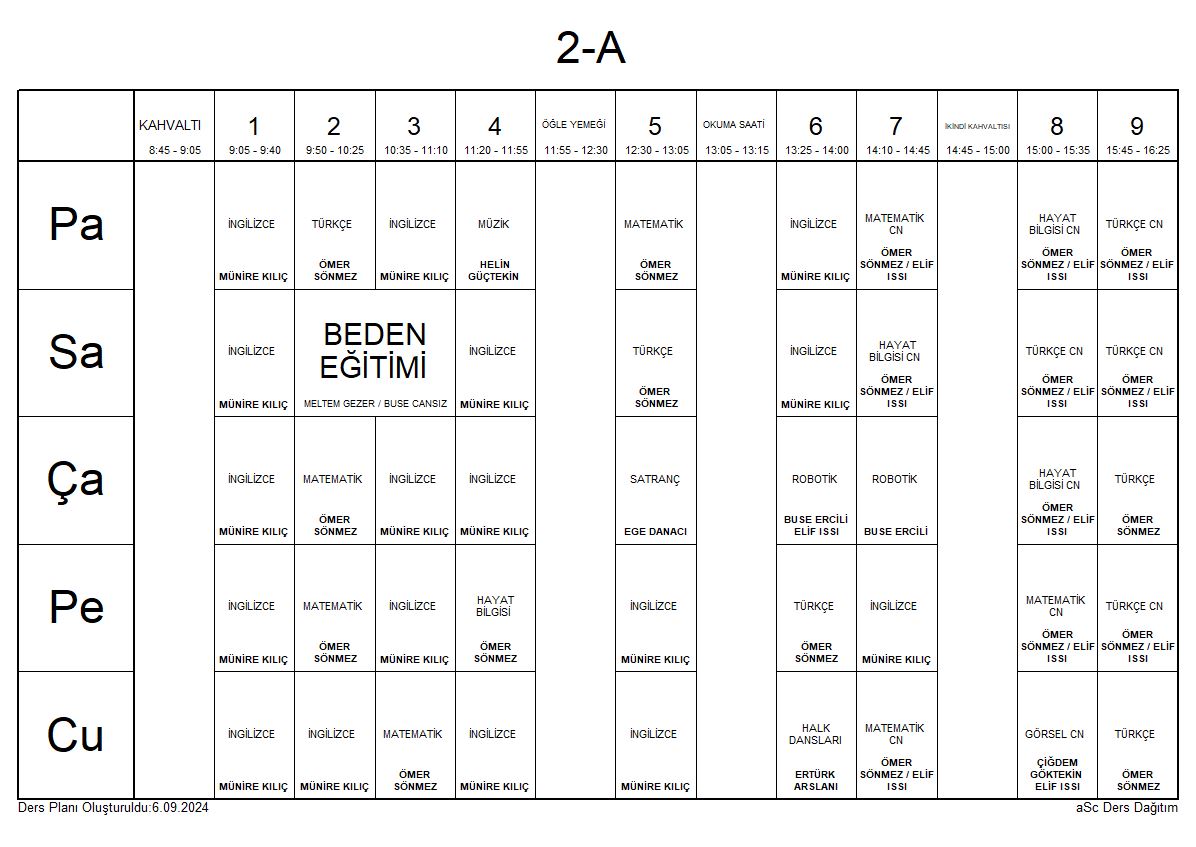 2-A
KAHVALTI 1 2 3 4 ÖĞLE YEMEĞİ 5 OKUMA SAATİ 6 7 İKİNDİ KAHVALTISI 8 9
8:45 - 9:05 9:05 - 9:40 9:50 - 10:25 10:35 - 11:10 11:20 - 11:55 11:55 - 12:30 12:30 - 13:05 13:05 - 13:15 13:25 - 14:00 14:10 - 14:45 14:45 - 15:00 15:00 - 15:35 15:45 - 16:25
Pa
İNGİLİZCE
MÜNİRE KILIÇ
TÜRKÇE
ÖMER
SÖNMEZ
İNGİLİZCE
MÜNİRE KILIÇ
MÜZİK
HELİN
GÜÇTEKİN
MATEMATİK
ÖMER
SÖNMEZ
İNGİLİZCE
MÜNİRE KILIÇ
MATEMATİK
CN
ÖMER
SÖNMEZ / ELİF
ISSI
HAYAT
BİLGİSİ CN
ÖMER
SÖNMEZ / ELİF
ISSI
TÜRKÇE CN
ÖMER
SÖNMEZ / ELİF
ISSI
Sa
İNGİLİZCE
MÜNİRE KILIÇ
BEDEN
EĞİTİMİ
MELTEM GEZER / BUSE CANSIZ
İNGİLİZCE
MÜNİRE KILIÇ
TÜRKÇE
ÖMER
SÖNMEZ
İNGİLİZCE
MÜNİRE KILIÇ
HAYAT
BİLGİSİ CN
ÖMER
SÖNMEZ / ELİF
ISSI
TÜRKÇE CN
ÖMER
SÖNMEZ / ELİF
ISSI
TÜRKÇE CN
ÖMER
SÖNMEZ / ELİF
ISSI
Ça
İNGİLİZCE
MÜNİRE KILIÇ
MATEMATİK
ÖMER
SÖNMEZ
İNGİLİZCE
MÜNİRE KILIÇ
İNGİLİZCE
MÜNİRE KILIÇ
SATRANÇ
EGE DANACI
ROBOTİK
BUSE ERCİLİ
ELİF ISSI
ROBOTİK
BUSE ERCİLİ
HAYAT
BİLGİSİ CN
ÖMER
SÖNMEZ / ELİF
ISSI
TÜRKÇE
ÖMER
SÖNMEZ
Pe
İNGİLİZCE
MÜNİRE KILIÇ
MATEMATİK
ÖMER
SÖNMEZ
İNGİLİZCE
MÜNİRE KILIÇ
HAYAT
BİLGİSİ
ÖMER
SÖNMEZ
İNGİLİZCE
MÜNİRE KILIÇ
TÜRKÇE
ÖMER
SÖNMEZ
İNGİLİZCE
MÜNİRE KILIÇ
MATEMATİK
CN
ÖMER
SÖNMEZ / ELİF
ISSI
TÜRKÇE CN
ÖMER
SÖNMEZ / ELİF
ISSI
Cu
İNGİLİZCE
MÜNİRE KILIÇ
İNGİLİZCE
MÜNİRE KILIÇ
MATEMATİK
ÖMER
SÖNMEZ
İNGİLİZCE
MÜNİRE KILIÇ
İNGİLİZCE
MÜNİRE KILIÇ
HALK
DANSLARI
ERTÜRK
ARSLANI
MATEMATİK
CN
ÖMER
SÖNMEZ / ELİF
ISSI
GÖRSEL CN
ÇİĞDEM
GÖKTEKİN
ELİF ISSI
TÜRKÇE
ÖMER
SÖNMEZ
Ders Planı Oluşturuldu:6.09.2024
aSc Ders Dağıtım